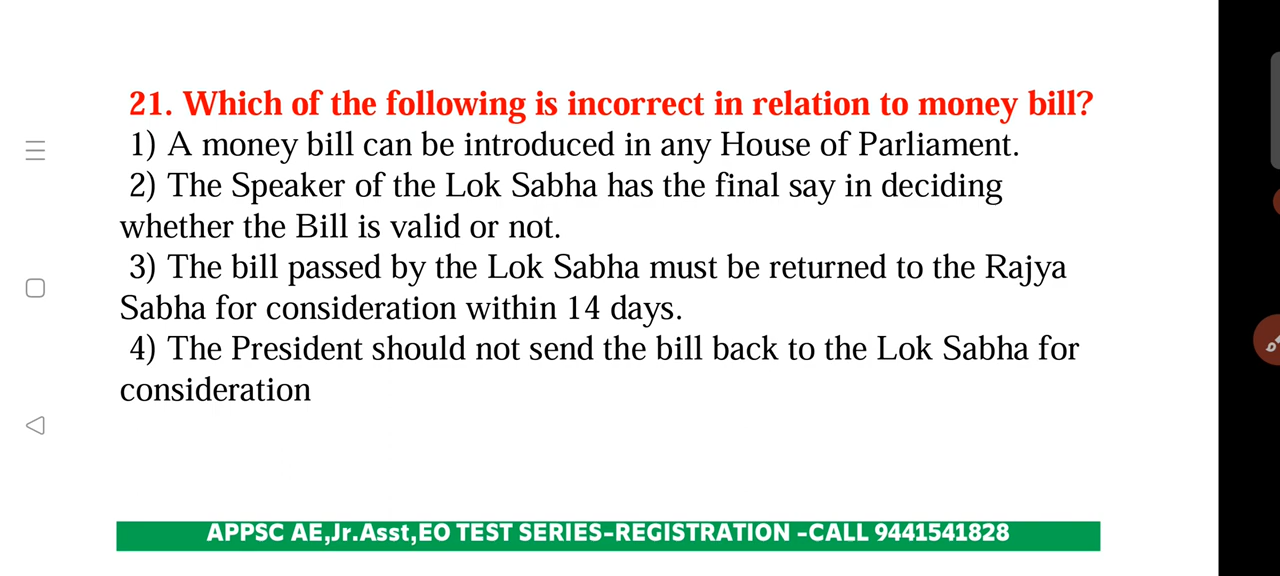 21. Which of the following is incorrect in relation to money bill?
1) A money bill can be introduced in any House of Parliament.
2) The Speaker of the Lok Sabha has the final say in deciding
whether the Bill is valid or not.
3) The bill passed by the Lok Sabha must be returned to the Rajya
Sabha for consideration within 14 days.
4) The President should not send the bill back to the Lok Sabha for
consideration
APPSC AE,Jr.Asst,EO TEST SERIES-REGISTRATION -CALL 9441541828